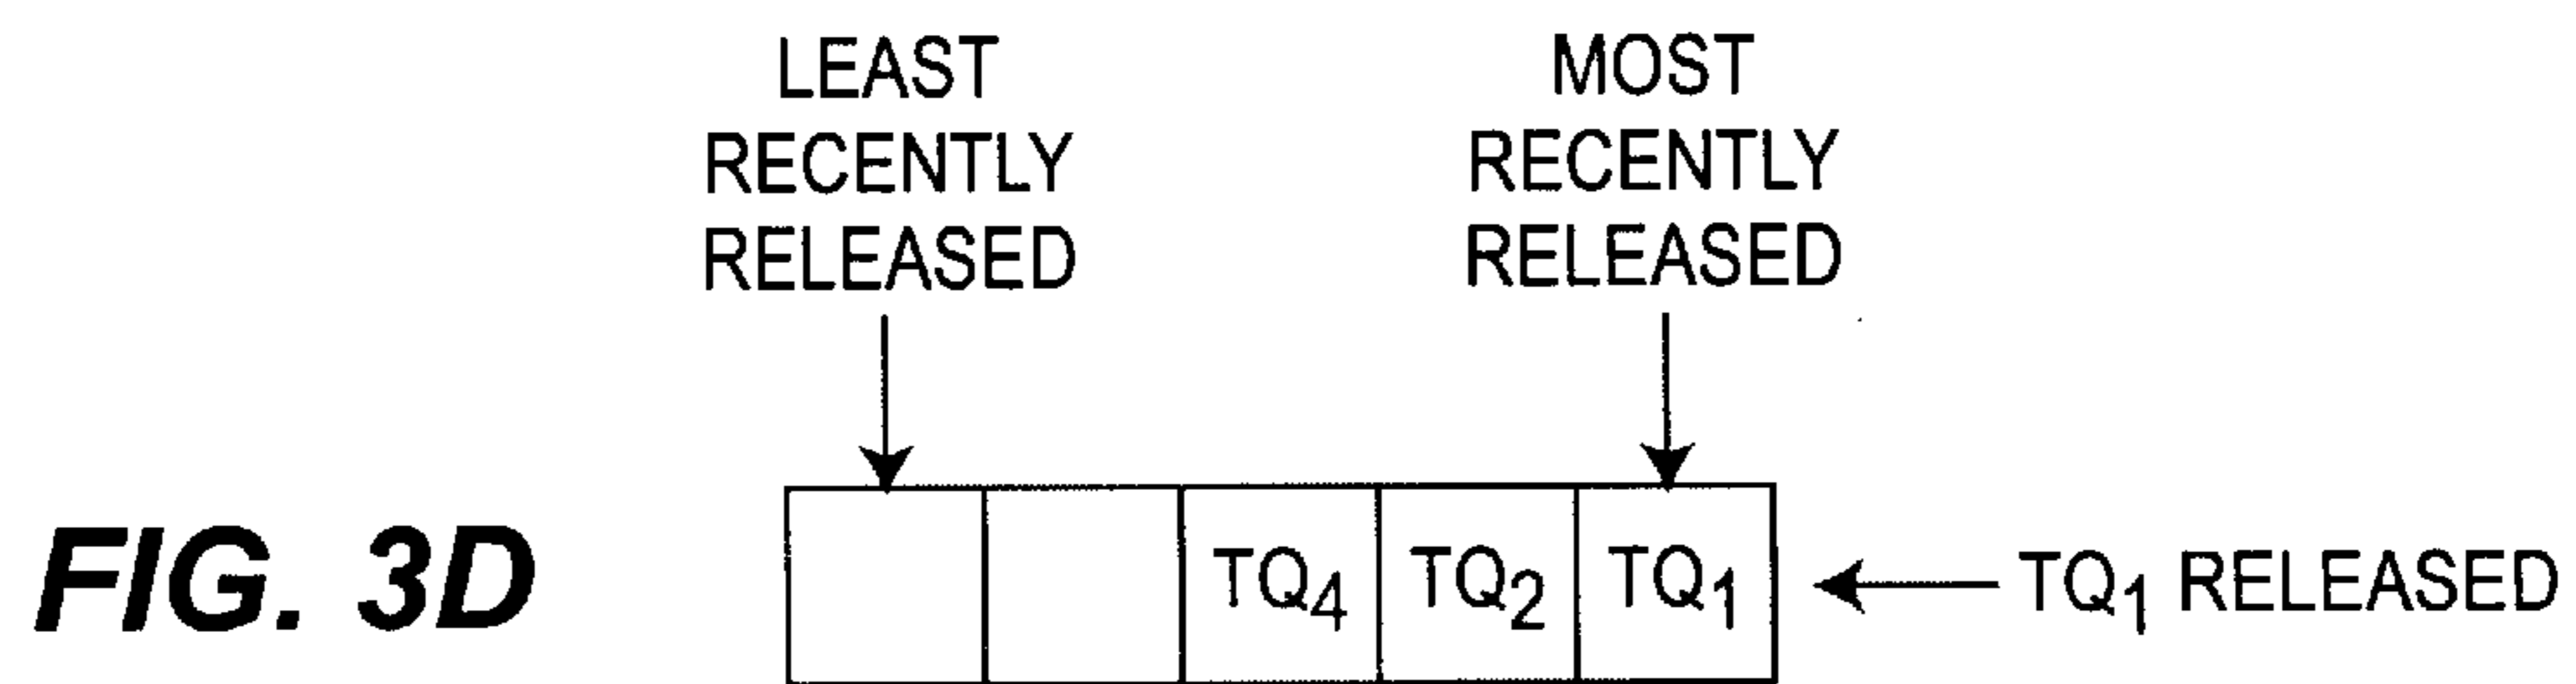 LEAST
RECENTLY
RELEASED
MOST
RECENTLY
RELEASED
FIG. 3D
TQ4 TQ2 TQ1
TQ1 RELEASED